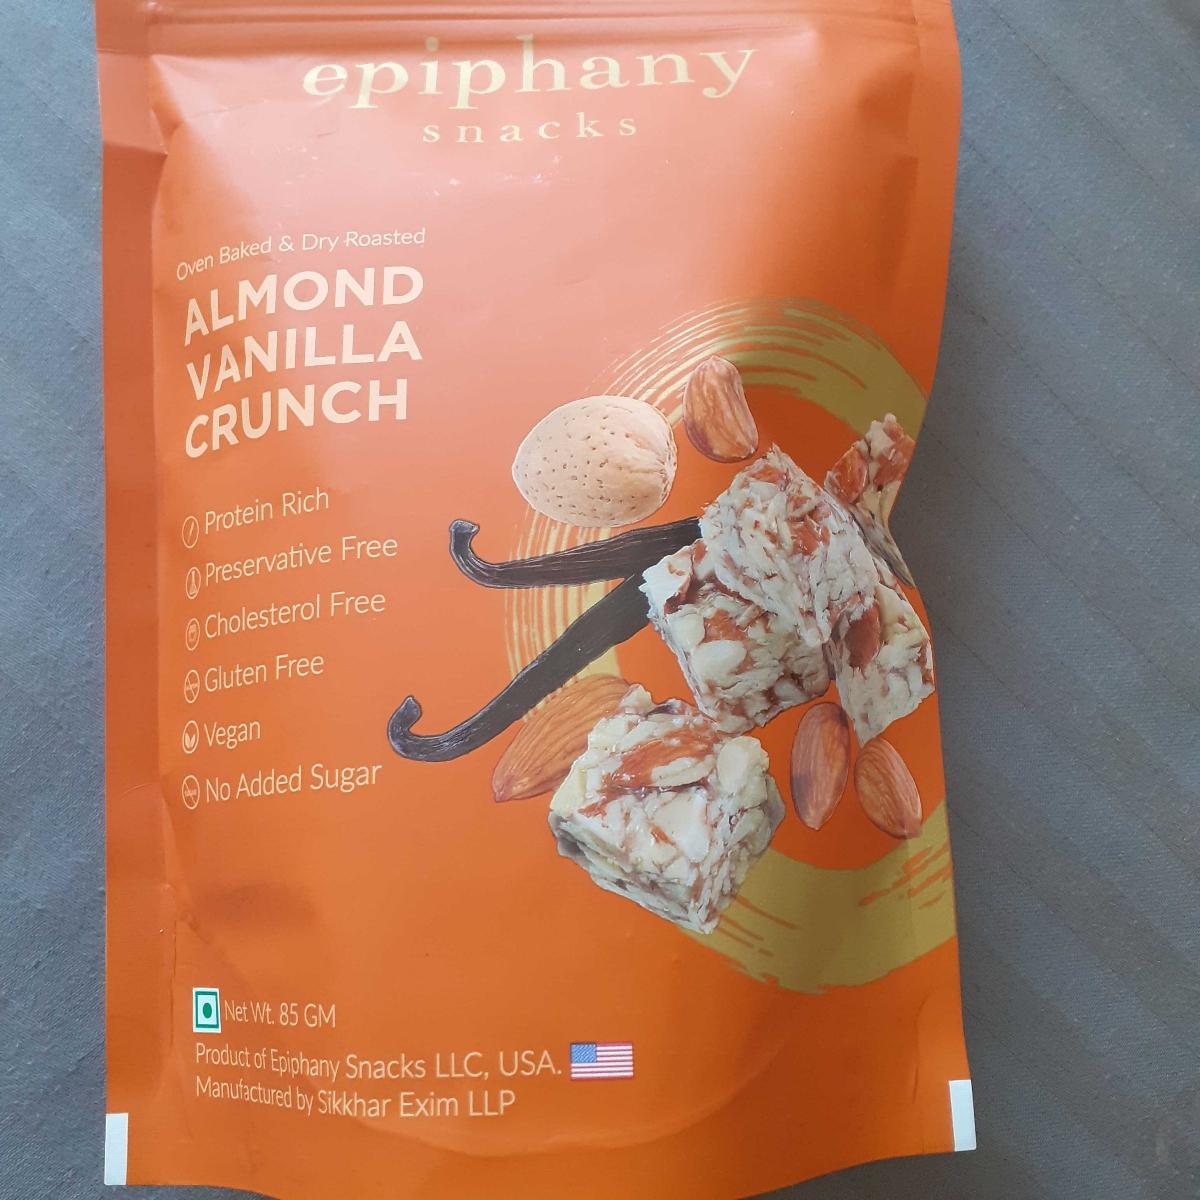 epiphany
snacks
Oven Baked & Dry Roasted
ALMOND
VANILLA
CRUNCH
Protein Rich
Preservative Free
Cholesterol Free
Gluten Free
Vegan
No Added Sugar
Net Wt. 85 GM
Product of Epiphany Snacks LLC, USA.
Manufactured by Sikkhar Exim LLP